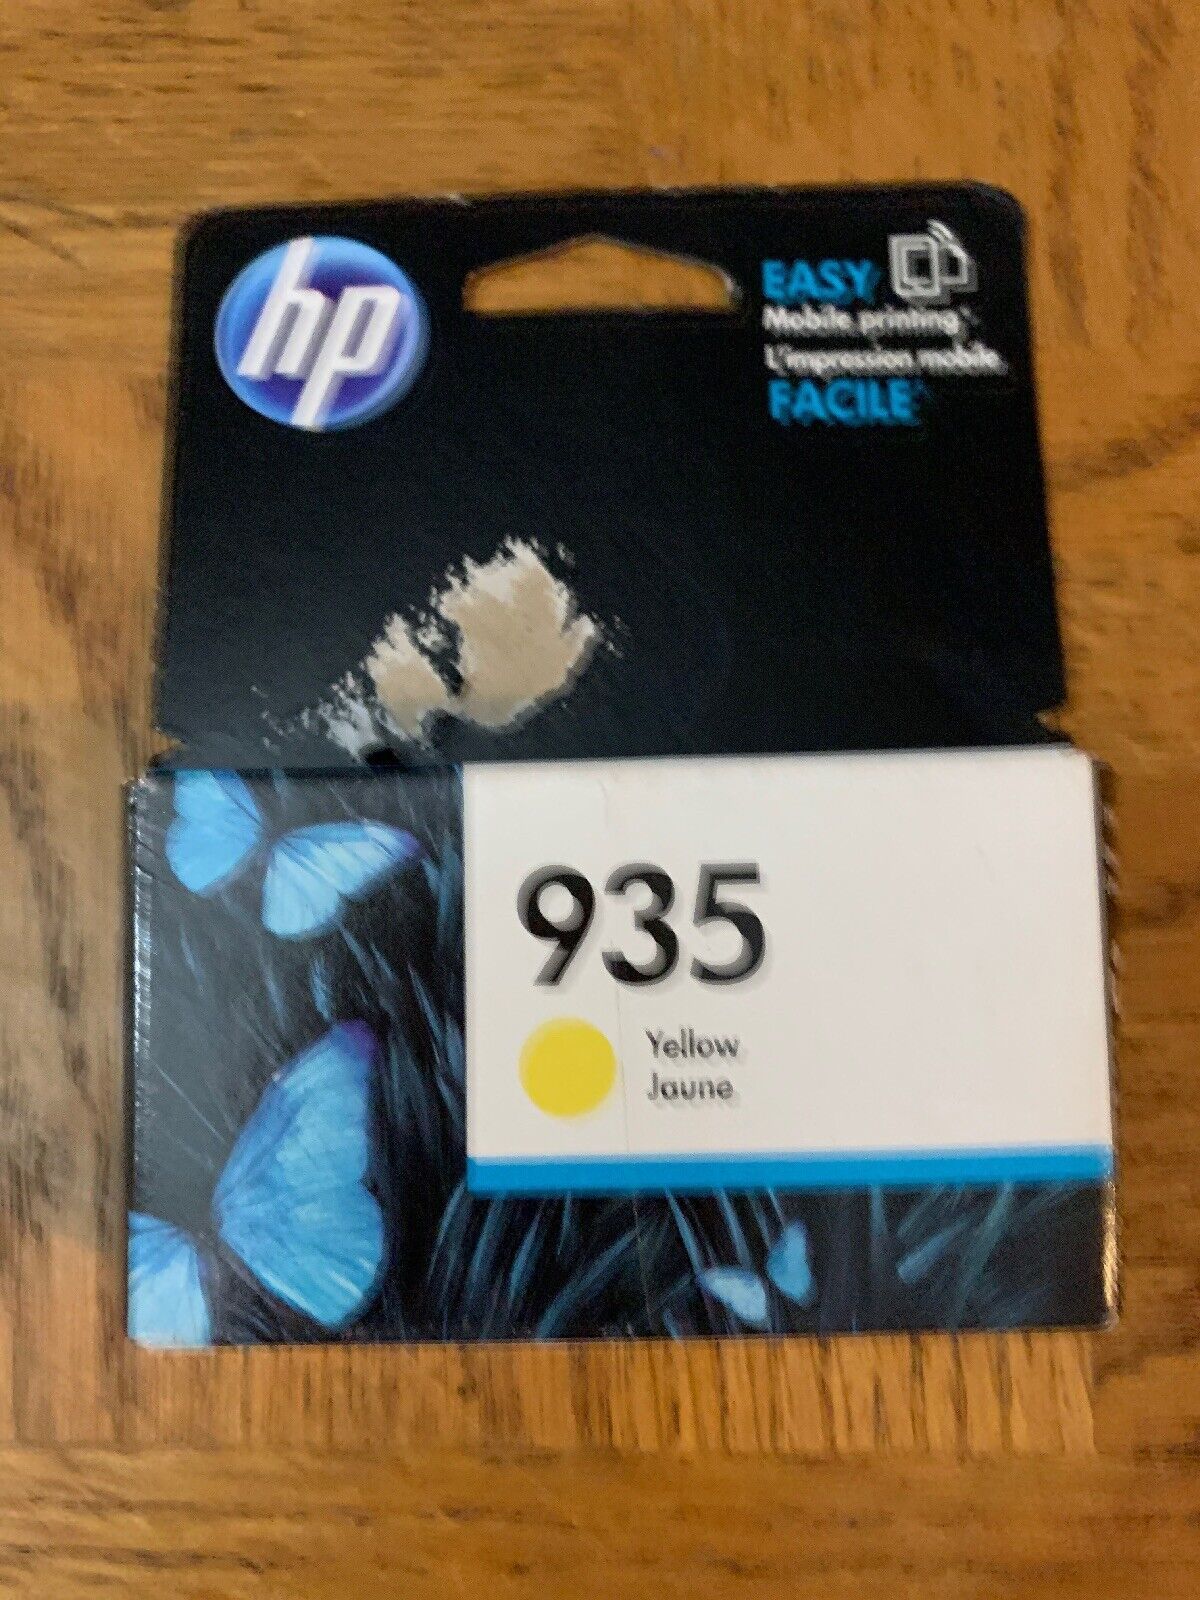 hp
EASY
Mobile printing
L'impression mobile
FACILE
935
Yellow
Jaune